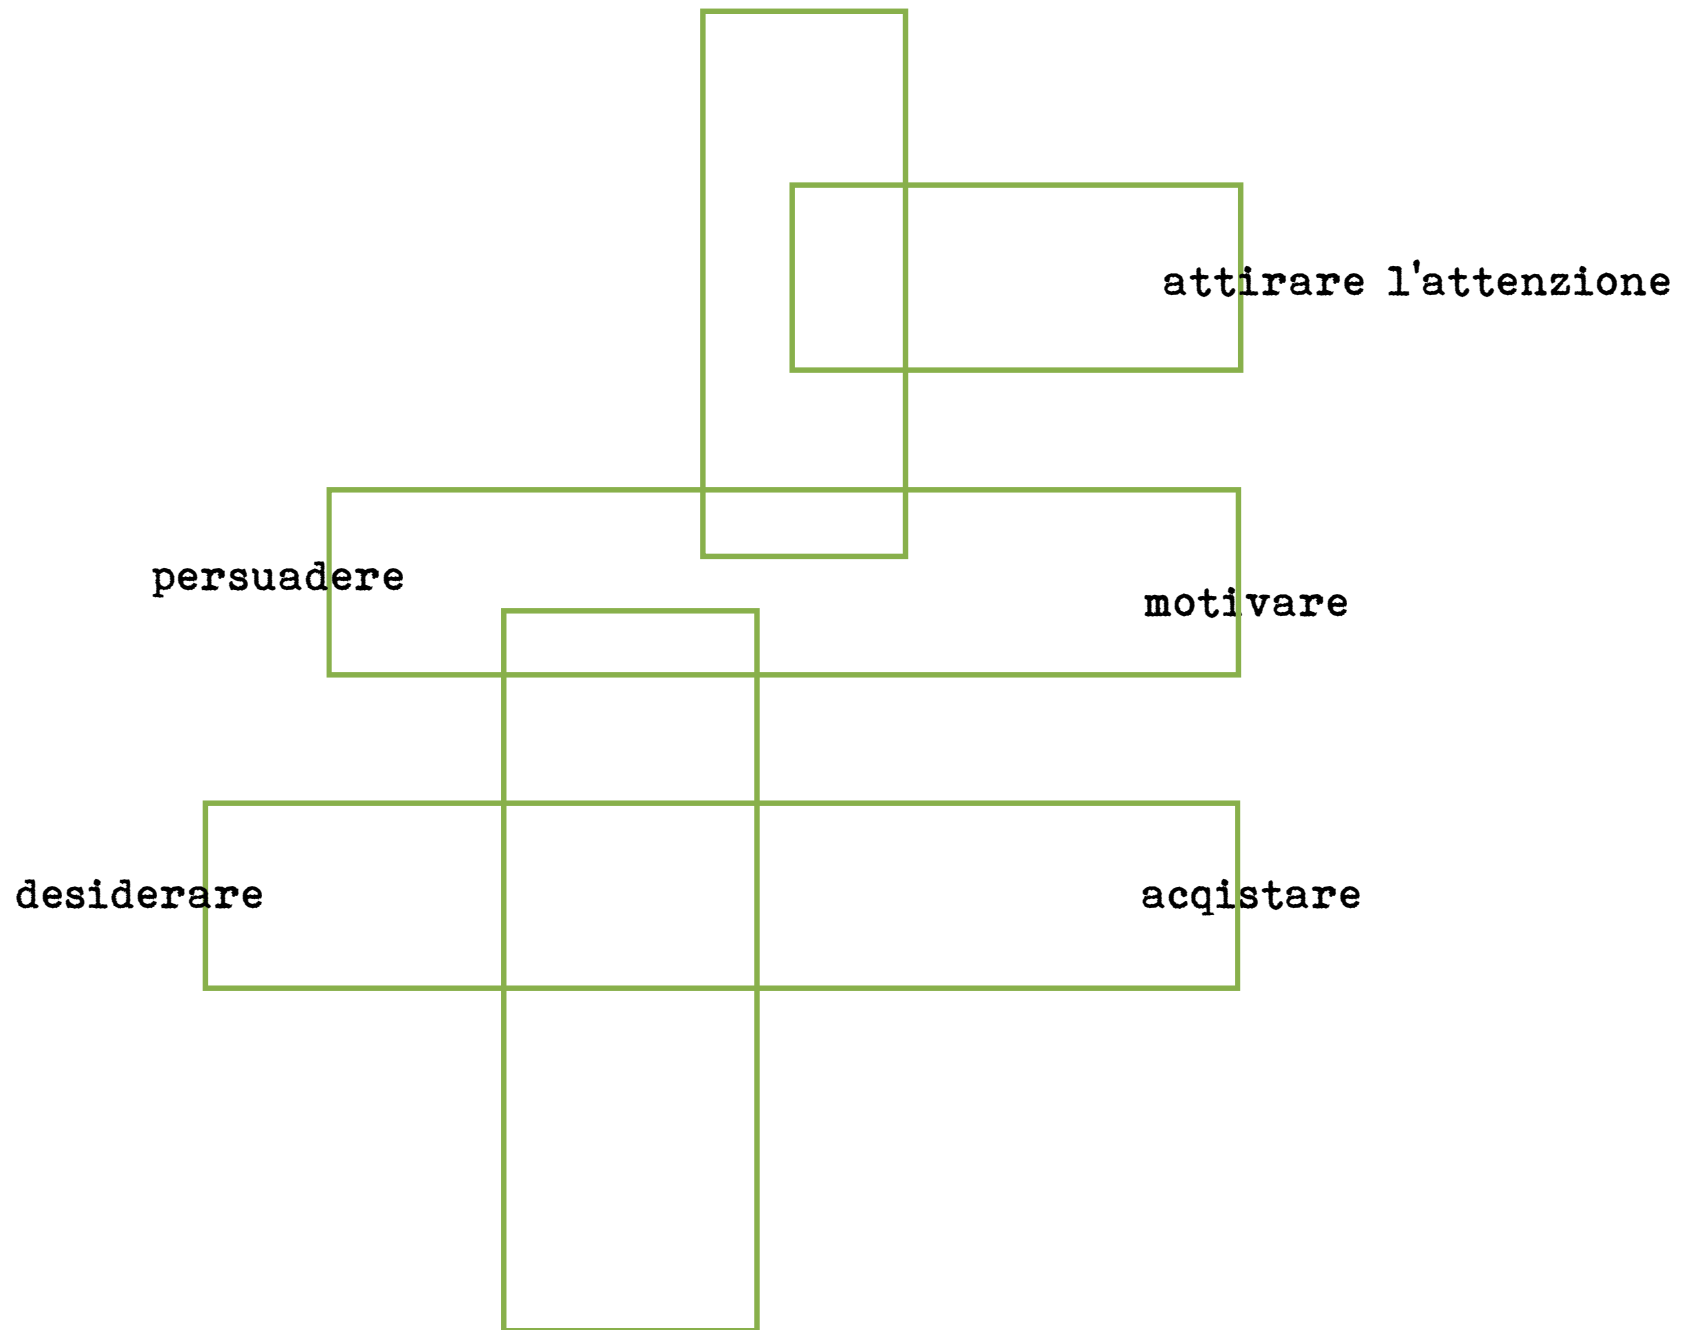 attirare l'attenzione
persuadere
motivare
desiderare
acqistare